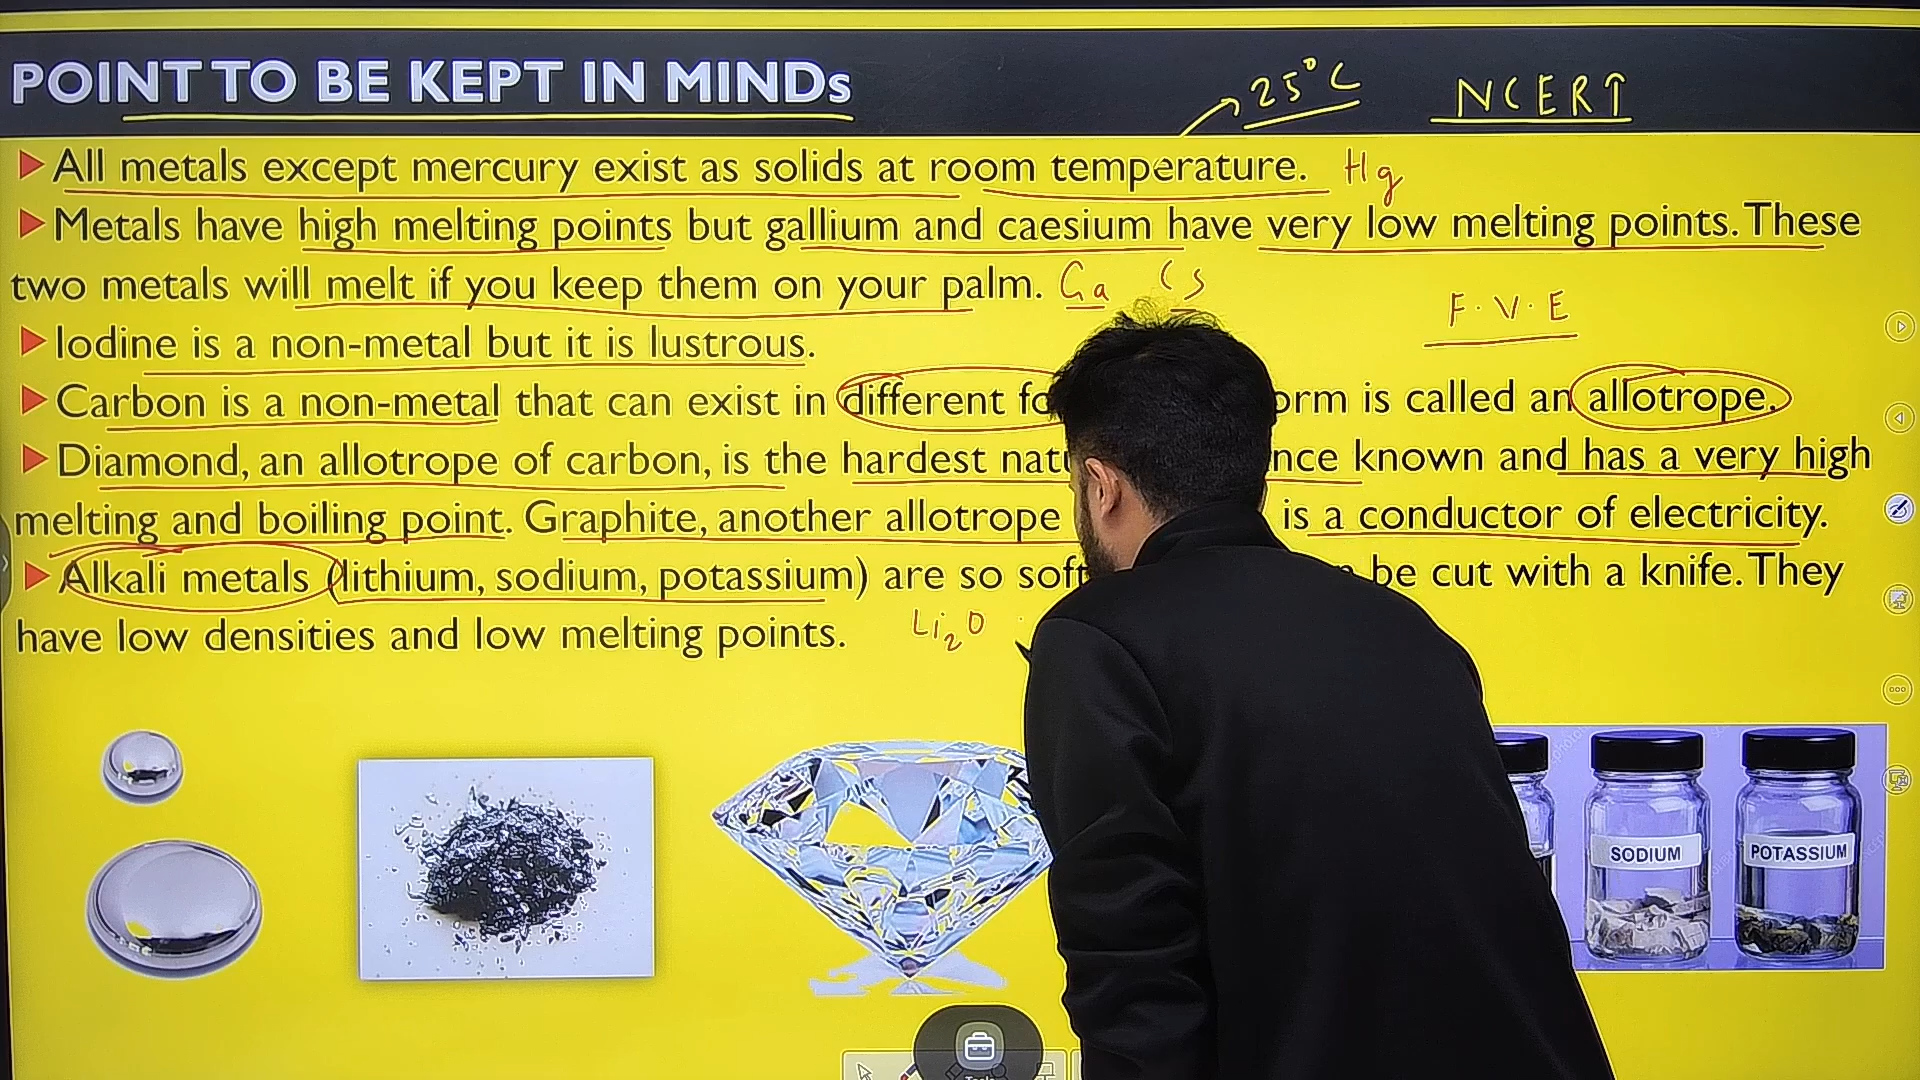 POINT TO BE KEPT IN MINDs
25°C
NCERT
All metals except mercury exist as solids at room temperature. Hg
Metals have high melting points but gallium and caesium have very low melting points. These
two metals will melt if you keep them on your palm. Ga Cs
F.V.E
Iodine is a non-metal but it is lustrous.
Carbon is a non-metal that can exist in different orm is called an allotrope.
Diamond, an allotrope of carbon, is the hardest known and has a very high
melting and boiling point. Graphite, another allotrope is a conductor of electricity.
Alkali metals (lithium, sodium, potassium) are so soft be cut with a knife. They
have low densities and low melting points. Li₂O
SODIUM
POTASSIUM